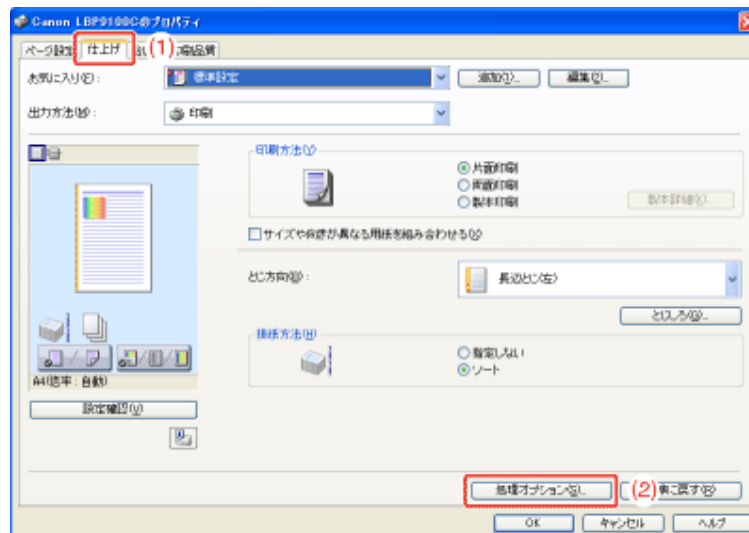 Canon LBP9100Cのプロパティ
ページ設定 仕上げ (1) 印刷品質
お気に入り(F): 標準設定 追加(1)... 編集(2)...
出力方法(M): 印刷
印刷方法(Y)
片面印刷
両面印刷
製本印刷 製本詳細(K)...
サイズや向きが異なる用紙を組み合わせる(X)
とじ方向(D): 長辺とじ(左)
とじしろ(G)...
排紙方法(H)
指定しない
ソート
A4(倍率:自動)
設定確認(V)
処理オプション(S)... (2) 準に戻す(R)
OK キャンセル ヘルプ